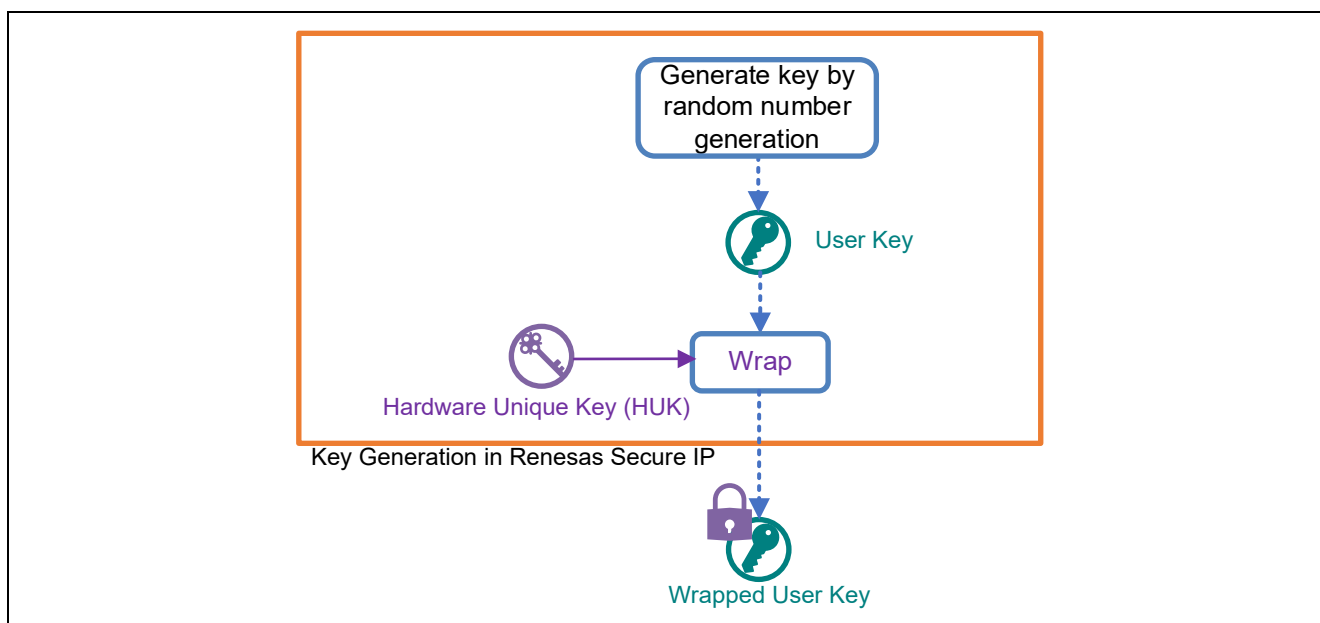 Generate key by
random number
generation
User Key
Wrap
Hardware Unique Key (HUK)
Key Generation in Renesas Secure IP
Wrapped User Key